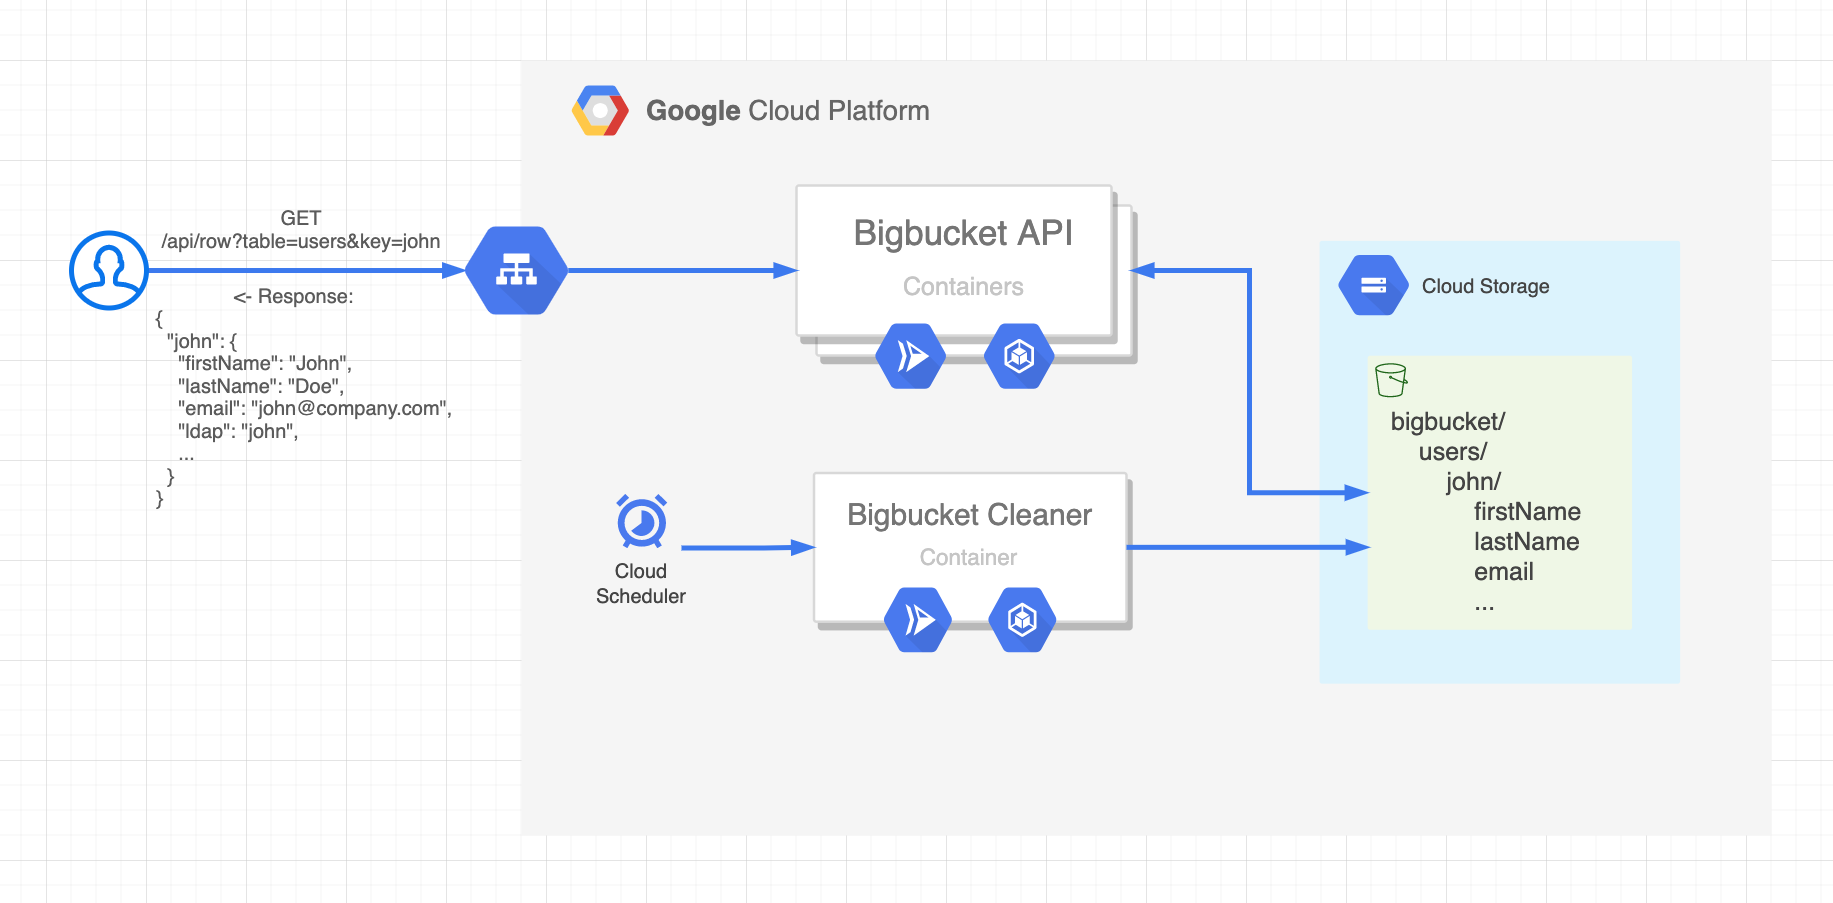 Google Cloud Platform
GET
/api/row?table=users&key=john
<- Response:
{
"john": {
"firstName": "John",
"lastName": "Doe",
"email": "john@company.com",
"ldap": "john",
...
}
}
Bigbucket API
Containers
Cloud Storage
bigbucket/
users/
john/
firstName
lastName
email
...
Cloud
Scheduler
Bigbucket Cleaner
Container